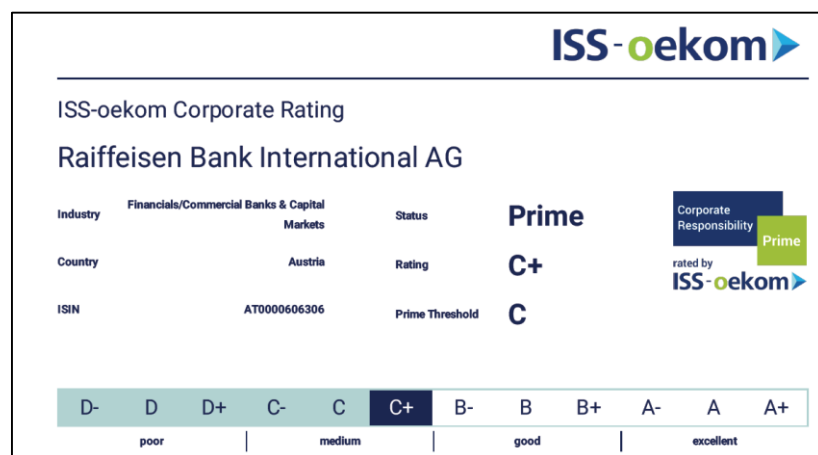 ISS-oekom
ISS-oekom Corporate Rating
Raiffeisen Bank International AG
Industry
Financials/Commercial Banks & Capital
Markets
Status
Prime
Corporate
Responsibility
Prime
Country
Austria
Rating
C+
rated by
ISS-oekom
ISIN
AT0000606306
Prime Threshold
C
D- D D+ C- C C+ B- B B+ A- A A+
poor medium good excellent